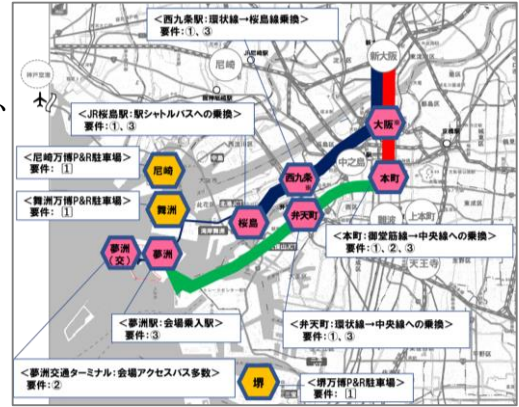 、
<西九条駅:環状線→桜島線乗換>
要件:①、③
JR尼崎駅
尼崎
新大阪
<JR桜島駅:駅シャトルバスへの乗換>
要件:①、③
大阪
<尼崎万博P&R駐車場>
要件: 1
尼崎
中之島
西九条
本町
<舞洲万博P&R駐車場>
要件: 1
舞洲
桜島
弁天町
難波
上本町
夢洲
(交)
夢洲
<本町:御堂筋線→中央線への乗換>
要件:①、②、③
天王寺
<夢洲駅:会場乗入駅>
要件:③
<弁天町:環状線→中央線への乗換>
要件:①、③
<夢洲交通ターミナル:会場アクセスバス多数>
要件:②
堺
<堺万博P&R駐車場>
要件: 1